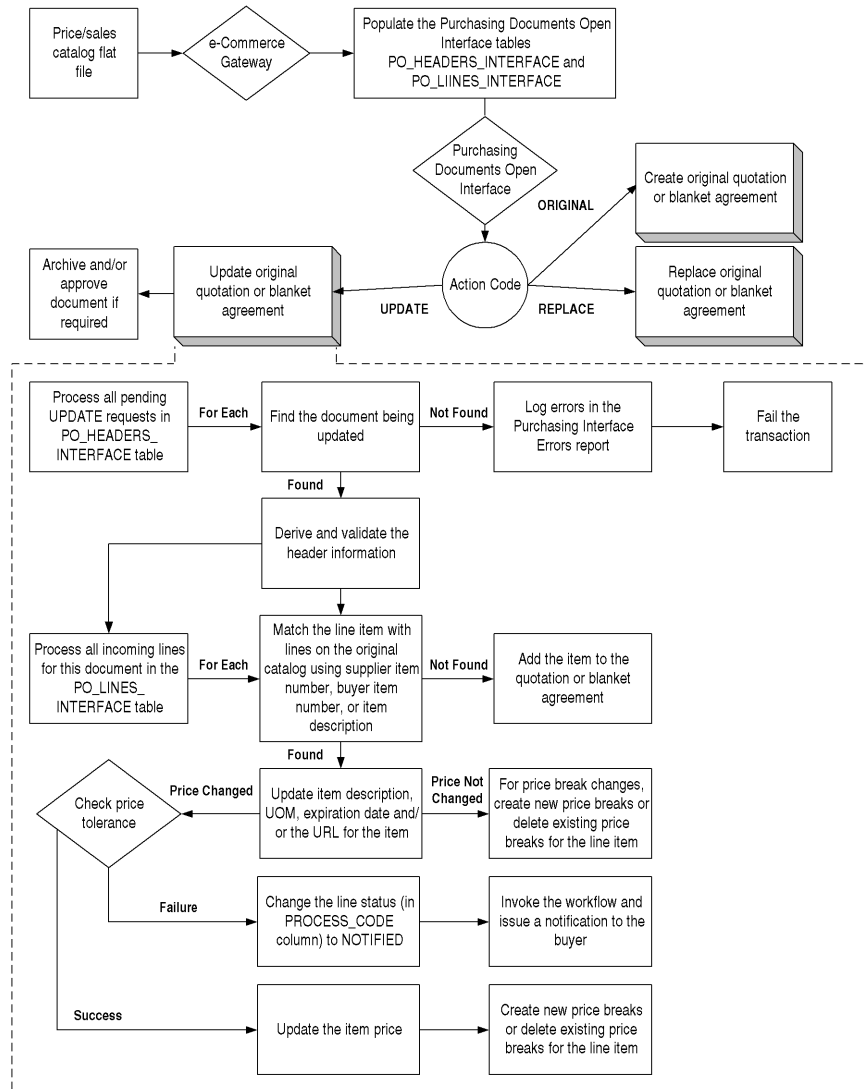 Price/sales
catalog flat
file
e-Commerce
Gateway
Populate the Purchasing Documents Open
Interface tables
PO_HEADERS_INTERFACE and
PO_LIINES_INTERFACE
Purchasing
Documents Open
Interface
ORIGINAL
Create original quotation
or blanket agreement
Archive and/or
approve
document if
required
Update original
quotation or blanket
agreement
UPDATE
Action Code
REPLACE
Replace original
quotation or blanket
agreement
Process all pending
UPDATE requests in
PO_HEADERS_
INTERFACE table
For Each
Find the document being
updated
Not Found
Log errors in the
Purchasing Interface
Errors report
Fail the
transaction
Found
Derive and validate the
header information
Process all incoming lines
for this document in the
PO_LINES_
INTERFACE table
For Each
Match the line item with
lines on the original
catalog using supplier item
number, buyer item
number, or item
description
Not Found
Add the item to the
quotation or blanket
agreement
Found
Check price
tolerance
Price Changed
Update item description,
UOM, expiration date and/
or the URL for the item
Price Not
Changed
For price break changes,
create new price breaks or
delete existing price
breaks for the line item
Failure
Change the line status (in
PROCESS_CODE
column) to NOTIFIED
Invoke the workflow and
issue a notification to the
buyer
Success
Update the item price
Create new price breaks
or delete existing price
breaks for the line item